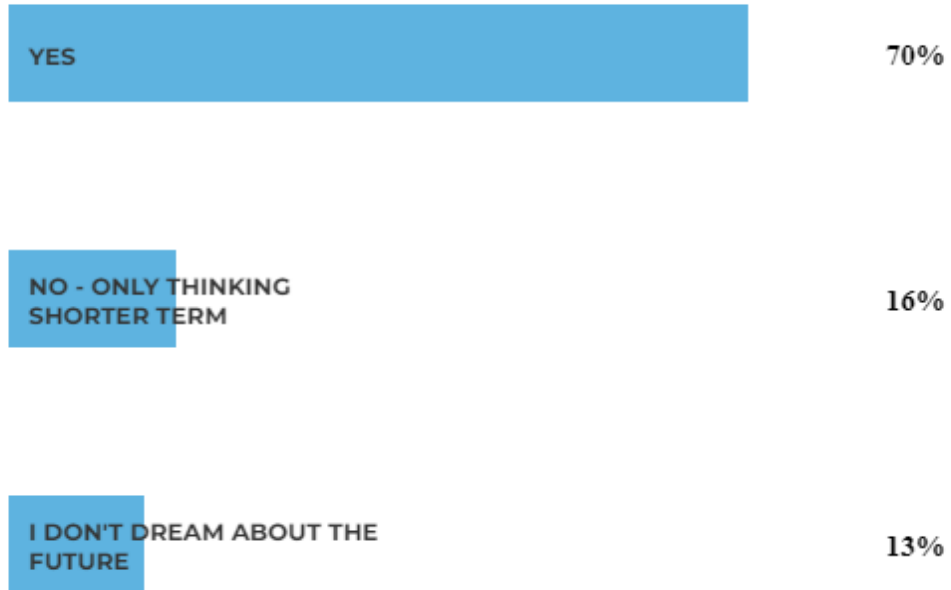 YES 70%
NO - ONLY THINKING
SHORTER TERM
16%
I DON'T DREAM ABOUT THE
FUTURE
13%